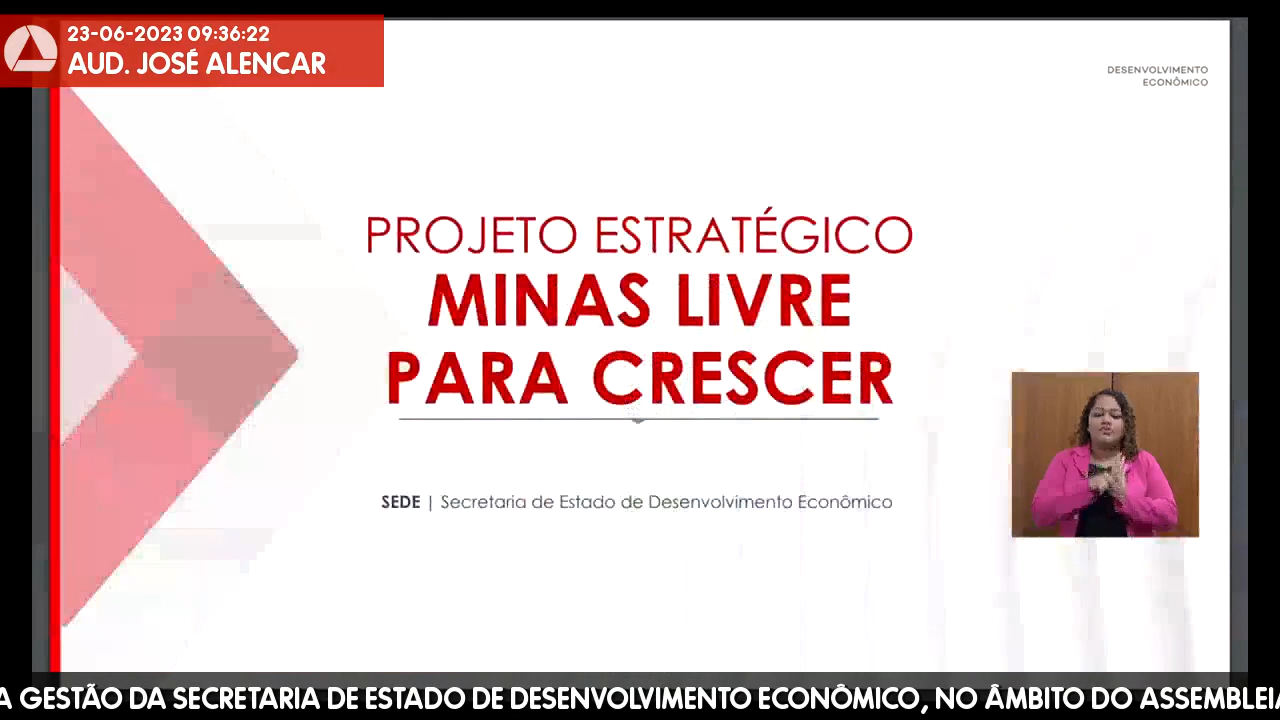 23-06-2023 09:36:22
AUD. JOSÉ ALENCAR
DESENVOLVIMENTO
ECONÔMICO
PROJETO ESTRATÉGICO
MINAS LIVRE
PARA CRESCER
SEDE | Secretaria de Estado de Desenvolvimento Econômico
A GESTÃO DA SECRETARIA DE ESTADO DE DESENVOLVIMENTO ECONÔMICO, NO ÂMBITO DO ASSEMBLEIA